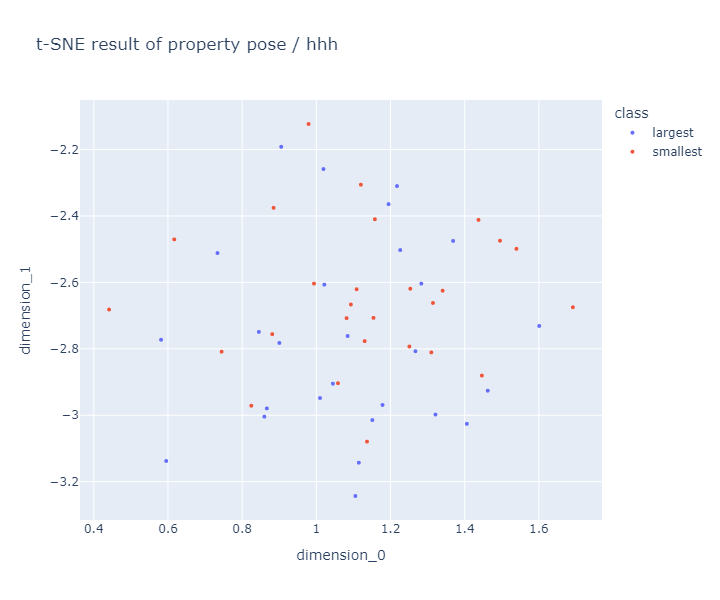 t-SNE result of property pose / hhh
class
largest
smallest
−2.2
−2.4
−2.6
−2.8
−3
−3.2
dimension_1
0.4
0.6
0.8
1
1.2
1.4
1.6
dimension_0